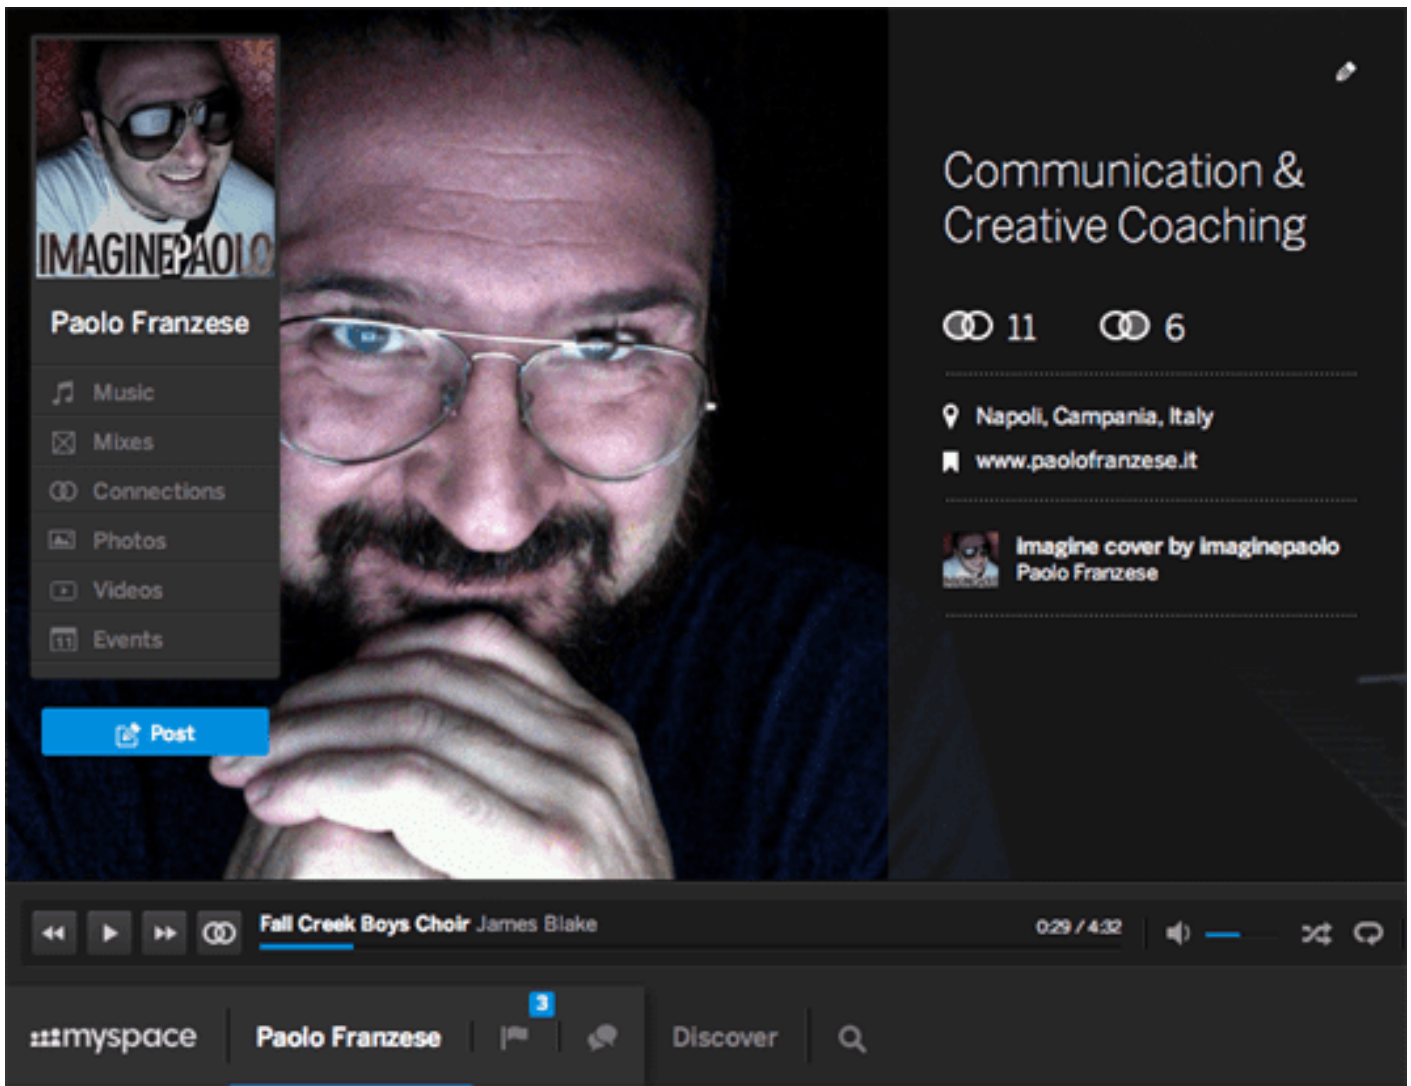 IMAGINEPAOLO
Paolo Franzese
Music
Mixes
Connections
Photos
Videos
11
Events
Post
Communication &
Creative Coaching
11
6
Napoli, Campania, Italy
www.paolofranzese.it
imagine cover by imaginepaolo
Paolo Franzese
Fall Creek Boys Choir James Blake
0:29 / 4:32
myspace
Paolo Franzese
3
Discover